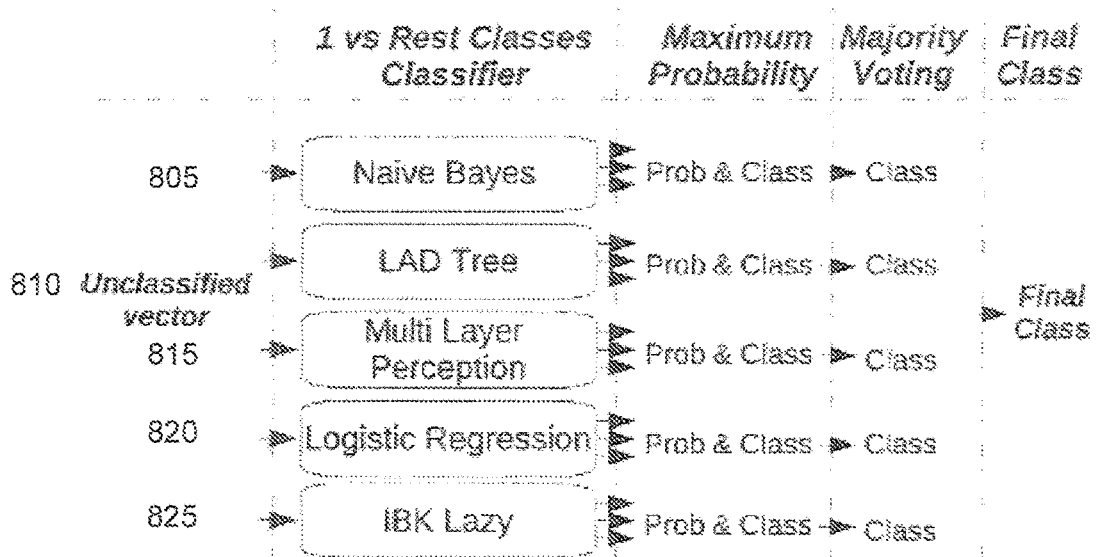 1 vs Rest Classes Classifier
Maximum Probability
Majority Voting
Final Class
805
Naive Bayes
Prob & Class
Class
810
Unclassified vector
LAD Tree
Prob & Class
Class
815
Multi Layer Perception
Prob & Class
Class
Final Class
820
Logistic Regression
Prob & Class
Class
825
IBK Lazy
Prob & Class
Class